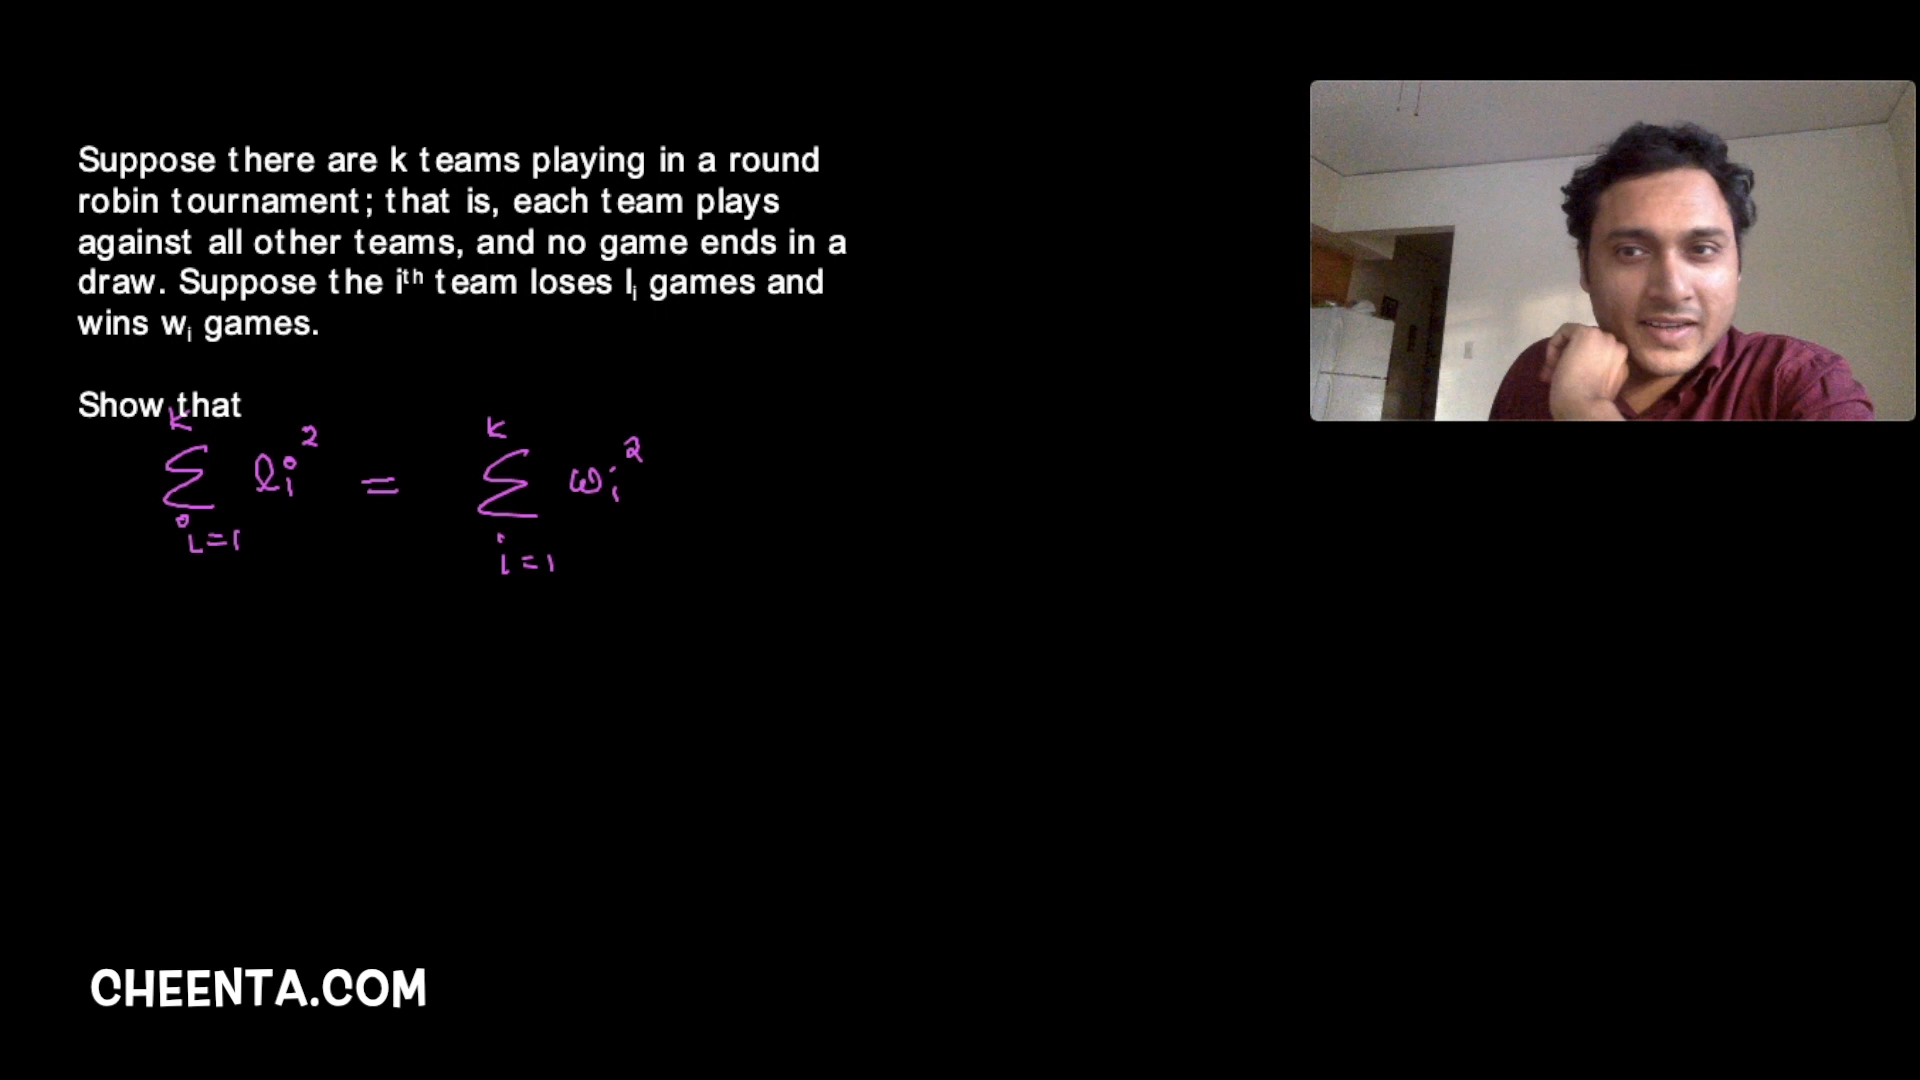 Suppose there are k teams playing in a round
robin tournament; that is, each team plays
against all other teams, and no game ends in a
draw. Suppose the iᵗʰ team loses lᵢ games and
wins wᵢ games.
Show that
∑_{i=1}^{k} lᵢ² = ∑_{i=1}^{k} ωᵢ²
CHEENTA.COM